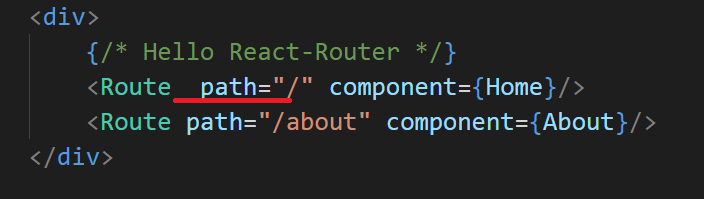 <div>
{/* Hello React-Router */}
<Route  path="/" component={Home}/>
<Route path="/about" component={About}/>
</div>